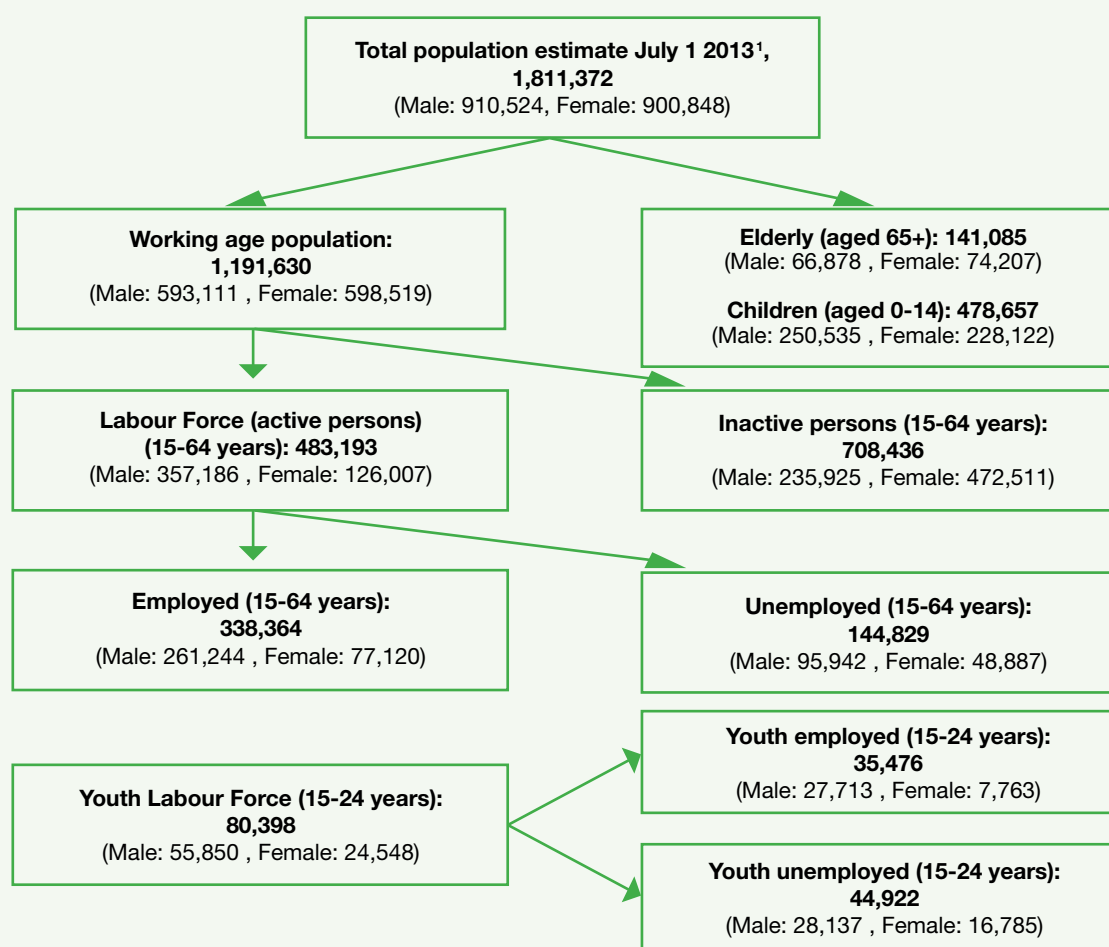 Total population estimate July 1 2013¹,
1,811,372
(Male: 910,524, Female: 900,848)
Working age population:
1,191,630
(Male: 593,111 , Female: 598,519)
Elderly (aged 65+): 141,085
(Male: 66,878 , Female: 74,207)
Children (aged 0-14): 478,657
(Male: 250,535 , Female: 228,122)
Labour Force (active persons)
(15-64 years): 483,193
(Male: 357,186 , Female: 126,007)
Inactive persons (15-64 years):
708,436
(Male: 235,925 , Female: 472,511)
Employed (15-64 years):
338,364
(Male: 261,244 , Female: 77,120)
Unemployed (15-64 years):
144,829
(Male: 95,942 , Female: 48,887)
Youth Labour Force (15-24 years):
80,398
(Male: 55,850 , Female: 24,548)
Youth employed (15-24 years):
35,476
(Male: 27,713 , Female: 7,763)
Youth unemployed (15-24 years):
44,922
(Male: 28,137 , Female: 16,785)